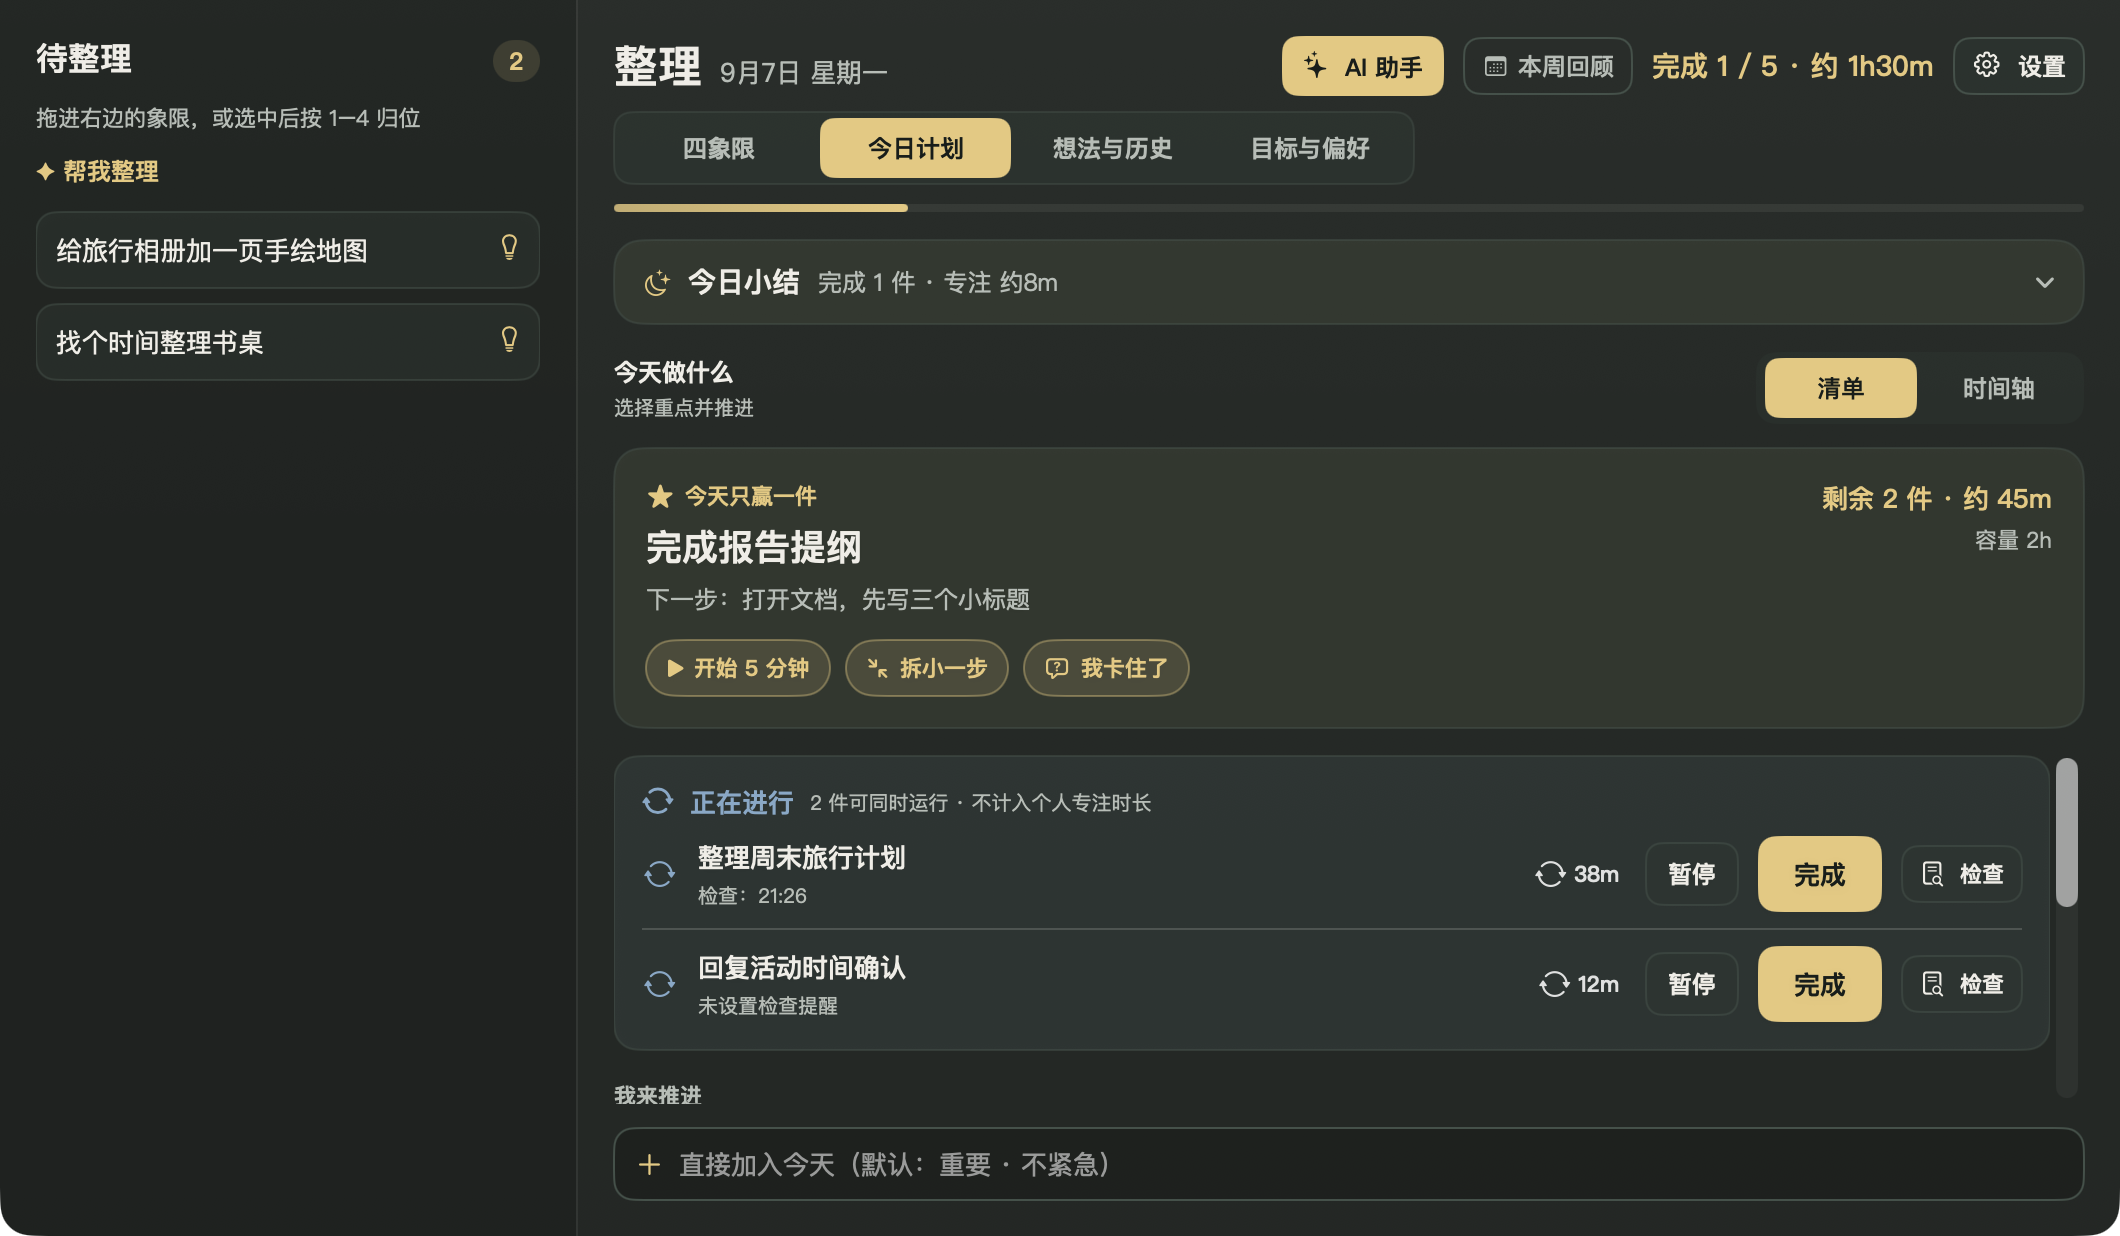 待整理
2
拖进右边的象限，或选中后按 1—4 归位
帮我整理
给旅行相册加一页手绘地图
找个时间整理书桌
整理 9月7日 星期一
AI 助手
本周回顾
完成 1 / 5 · 约 1h30m
设置
四象限
今日计划
想法与历史
目标与偏好
今日小结 完成 1 件 · 专注 约8m
今天做什么
选择重点并推进
清单
时间轴
今天只赢一件
完成报告提纲
下一步：打开文档，先写三个小标题
剩余 2 件 · 约 45m
容量 2h
开始 5 分钟
拆小一步
我卡住了
正在进行 2 件可同时运行 · 不计入个人专注时长
整理周末旅行计划
检查：21:26
38m
暂停
完成
检查
回复活动时间确认
未设置检查提醒
12m
暂停
完成
检查
我来推进
直接加入今天（默认：重要 · 不紧急）